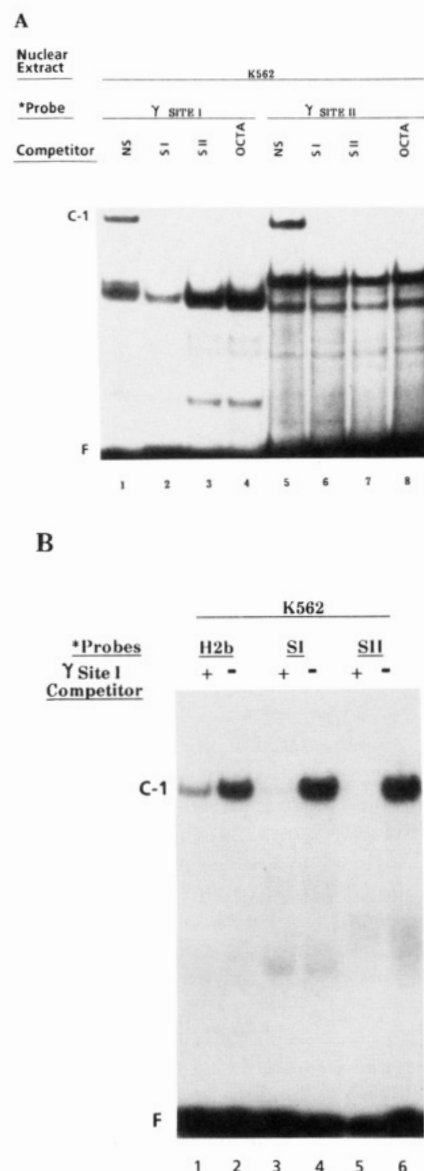 A
Nuclear
Extract
K562
*Probe
γ SITE I
γ SITE II
Competitor
NS
S I
S II
OCTA
NS
S I
S II
OCTA
C-1
F
1 2 3 4 5 6 7 8
B
K562
*Probes
H2b SI SII
γ Site I
Competitor
+ - + - + -
C-1
F
1 2 3 4 5 6